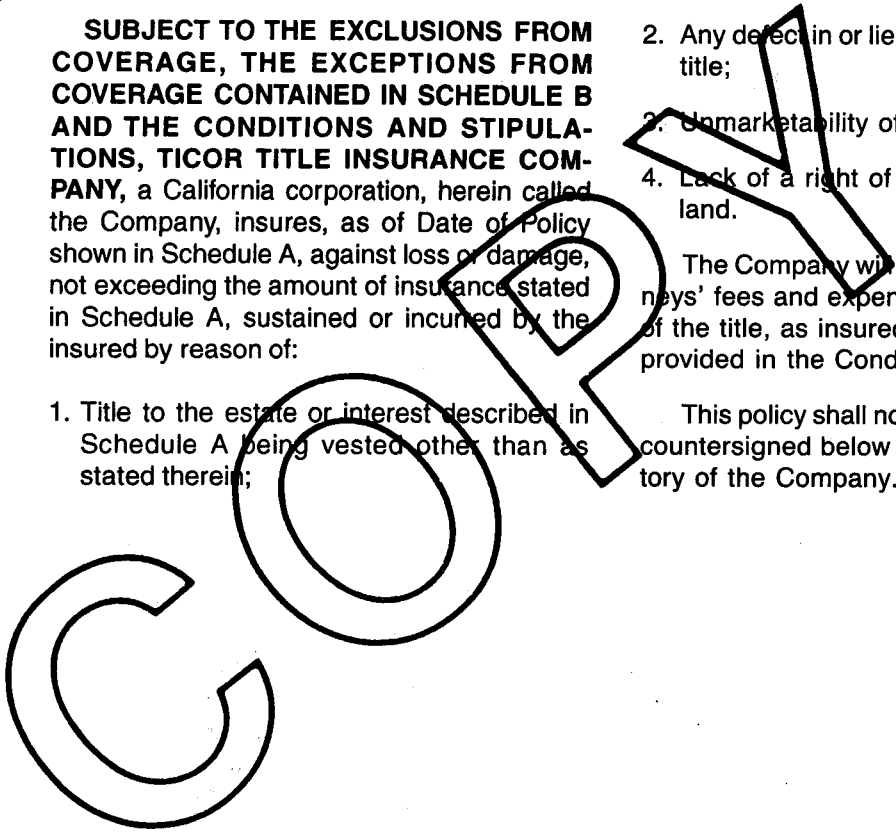 SUBJECT TO THE EXCLUSIONS FROM
COVERAGE, THE EXCEPTIONS FROM
COVERAGE CONTAINED IN SCHEDULE B
AND THE CONDITIONS AND STIPULA-
TIONS, TICOR TITLE INSURANCE COM-
PANY, a California corporation, herein called
the Company, insures, as of Date of Policy
shown in Schedule A, against loss or damage,
not exceeding the amount of insurance stated
in Schedule A, sustained or incurred by the
insured by reason of:
1. Title to the estate or interest described in
Schedule A being vested other than as
stated therein;
2. Any defect in or lie
title;
3. Unmarketability of
4. Lack of a right of
land.
The Company will
neys' fees and expen
of the title, as insured
provided in the Cond
This policy shall no
countersigned below
tory of the Company.
COPY